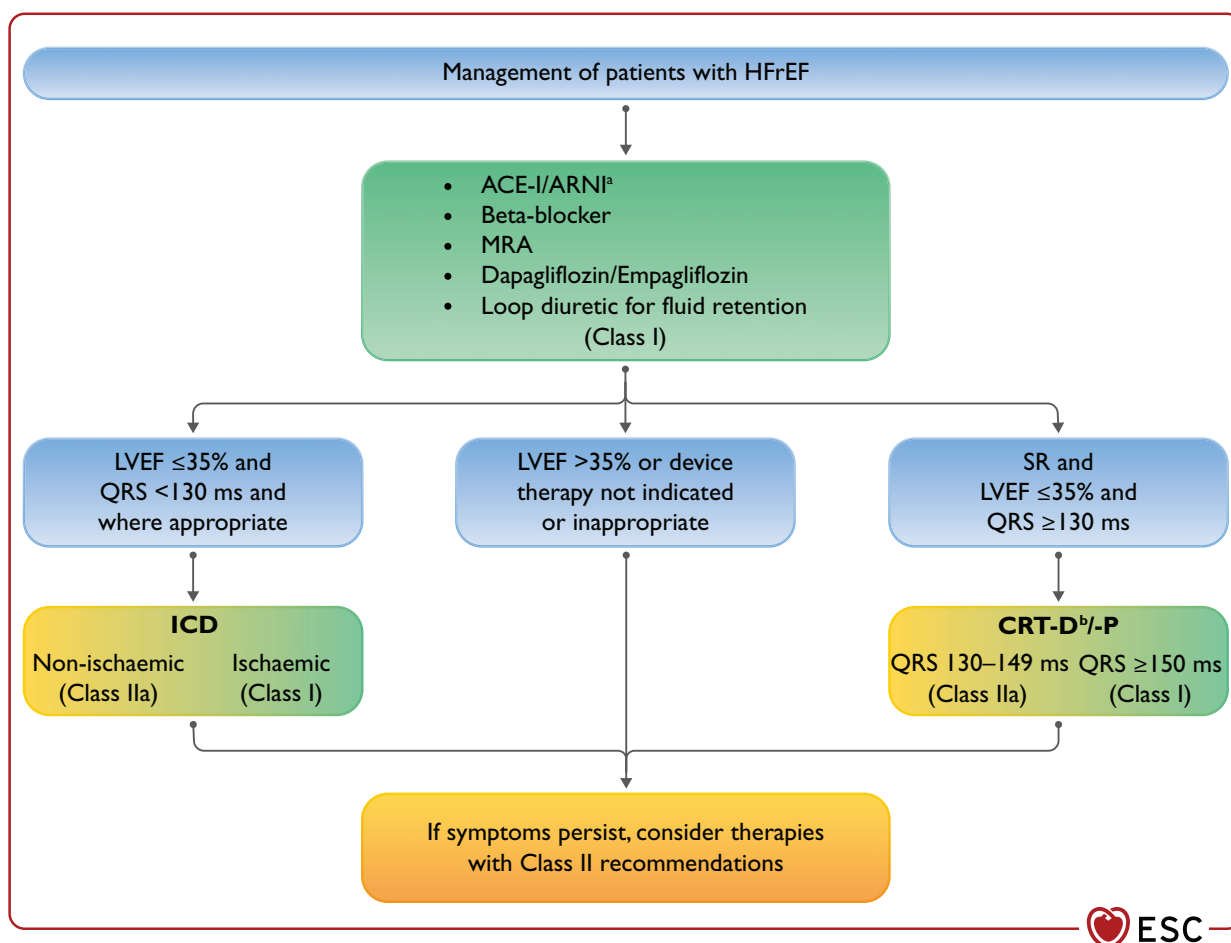 Management of patients with HFrEF
• ACE-I/ARNIᵃ
• Beta-blocker
• MRA
• Dapagliflozin/Empagliflozin
• Loop diuretic for fluid retention
(Class I)
LVEF ≤35% and
QRS <130 ms and
where appropriate
LVEF >35% or device
therapy not indicated
or inappropriate
SR and
LVEF ≤35% and
QRS ≥130 ms
ICD
Non-ischaemic
(Class IIa)
Ischaemic
(Class I)
CRT-Dᵇ/-P
QRS 130–149 ms
(Class IIa)
QRS ≥150 ms
(Class I)
If symptoms persist, consider therapies
with Class II recommendations
ESC